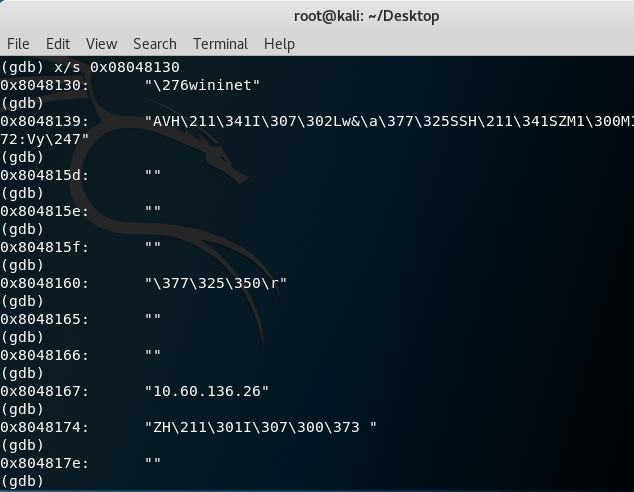 root@kali: ~/Desktop
File Edit View Search Terminal Help
(gdb) x/s 0x08048130
0x8048130: "\276wininet"
(gdb)
0x8048139: "AVH\211\341I\307\302Lw&\a\377\325SSH\211\341SZM1\300M1
72:Vy\247"
(gdb)
0x804815d: ""
(gdb)
0x804815e: ""
(gdb)
0x804815f: ""
(gdb)
0x8048160: "\377\325\350\r"
(gdb)
0x8048165: ""
(gdb)
0x8048166: ""
(gdb)
0x8048167: "10.60.136.26"
(gdb)
0x8048174: "ZH\211\301I\307\300\373 "
(gdb)
0x804817e: ""
(gdb)